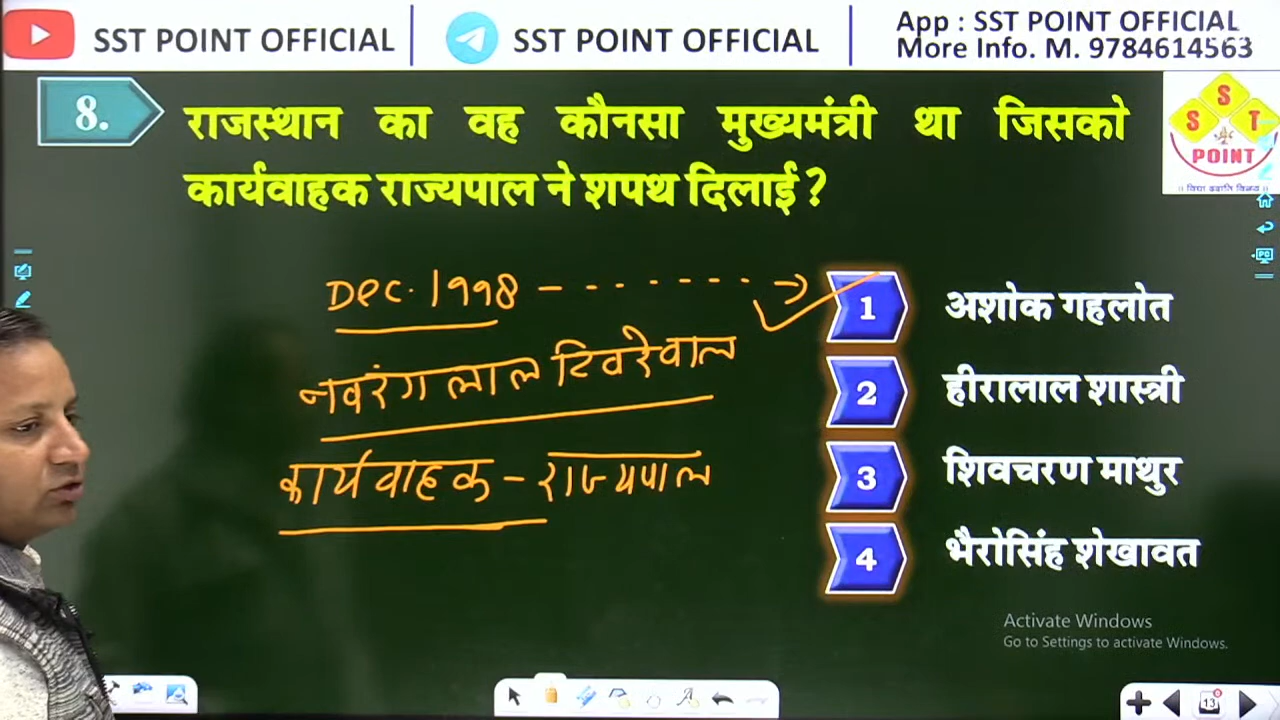 SST POINT OFFICIAL
SST POINT OFFICIAL
App : SST POINT OFFICIAL
More Info. M. 9784614563
8.
राजस्थान का वह कौनसा मुख्यमंत्री था जिसको
कार्यवाहक राज्यपाल ने शपथ दिलाई ?
S
S T
POINT
Dec. 1998
नवरंग लाल टिबरेवाल
कार्यवाहक - राज्यपाल
1 अशोक गहलोत
2 हीरालाल शास्त्री
3 शिवचरण माथुर
4 भैरोसिंह शेखावत
Activate Windows
Go to Settings to activate Windows.
13